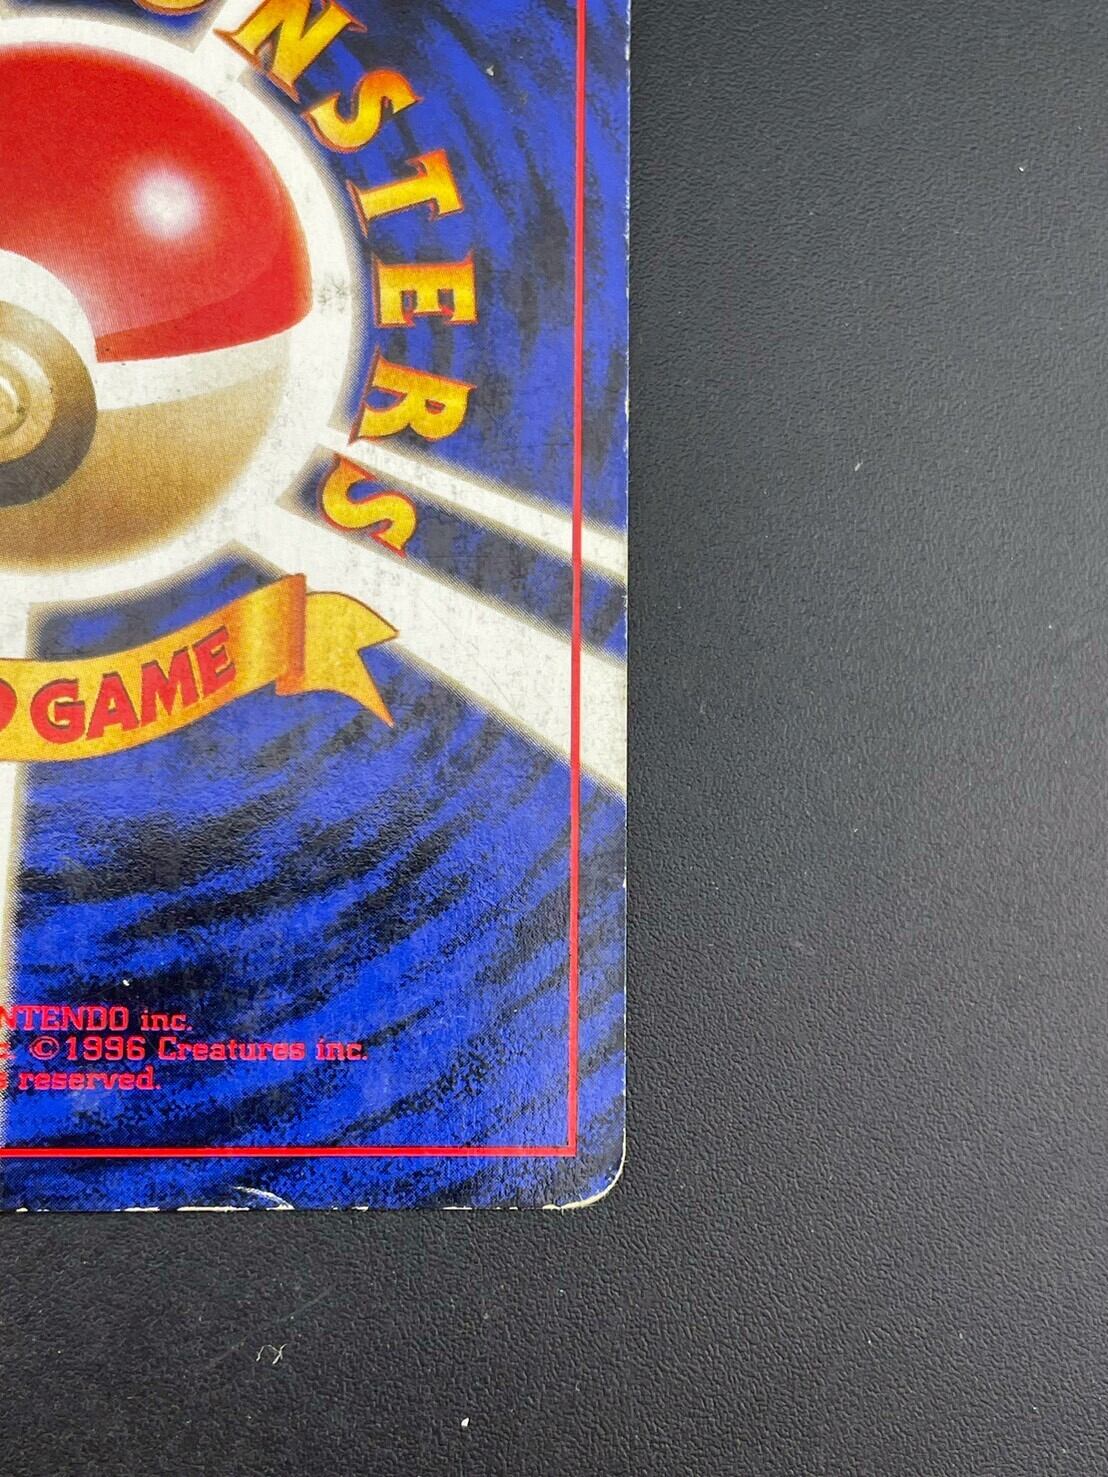 NSTERS
GAME
NTENDO inc.
©1996 Creatures inc.
reserved.